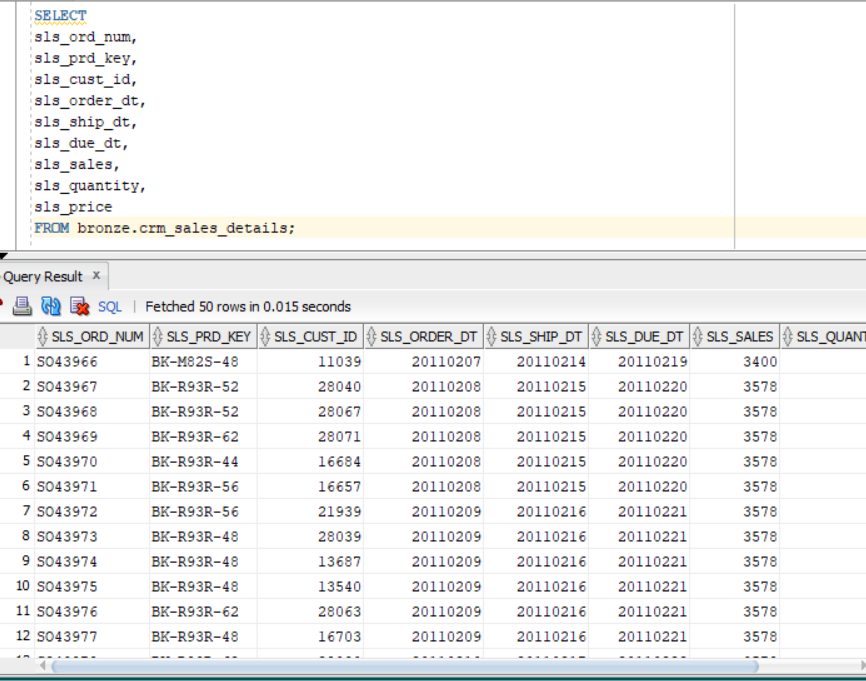 SELECT
sls_ord_num,
sls_prd_key,
sls_cust_id,
sls_order_dt,
sls_ship_dt,
sls_due_dt,
sls_sales,
sls_quantity,
sls_price
FROM bronze.crm_sales_details;
Query Result x
SQL | Fetched 50 rows in 0.015 seconds
SLS_ORD_NUM SLS_PRD_KEY SLS_CUST_ID SLS_ORDER_DT SLS_SHIP_DT SLS_DUE_DT SLS_SALES SLS_QUANT
1 SO43966 BK-M82S-48 11039 20110207 20110214 20110219 3400
2 SO43967 BK-R93R-52 28040 20110208 20110215 20110220 3578
3 SO43968 BK-R93R-52 28067 20110208 20110215 20110220 3578
4 SO43969 BK-R93R-62 28071 20110208 20110215 20110220 3578
5 SO43970 BK-R93R-44 16684 20110208 20110215 20110220 3578
6 SO43971 BK-R93R-56 16657 20110208 20110215 20110220 3578
7 SO43972 BK-R93R-56 21939 20110209 20110216 20110221 3578
8 SO43973 BK-R93R-48 28039 20110209 20110216 20110221 3578
9 SO43974 BK-R93R-48 13687 20110209 20110216 20110221 3578
10 SO43975 BK-R93R-48 13540 20110209 20110216 20110221 3578
11 SO43976 BK-R93R-62 28063 20110209 20110216 20110221 3578
12 SO43977 BK-R93R-48 16703 20110209 20110216 20110221 3578